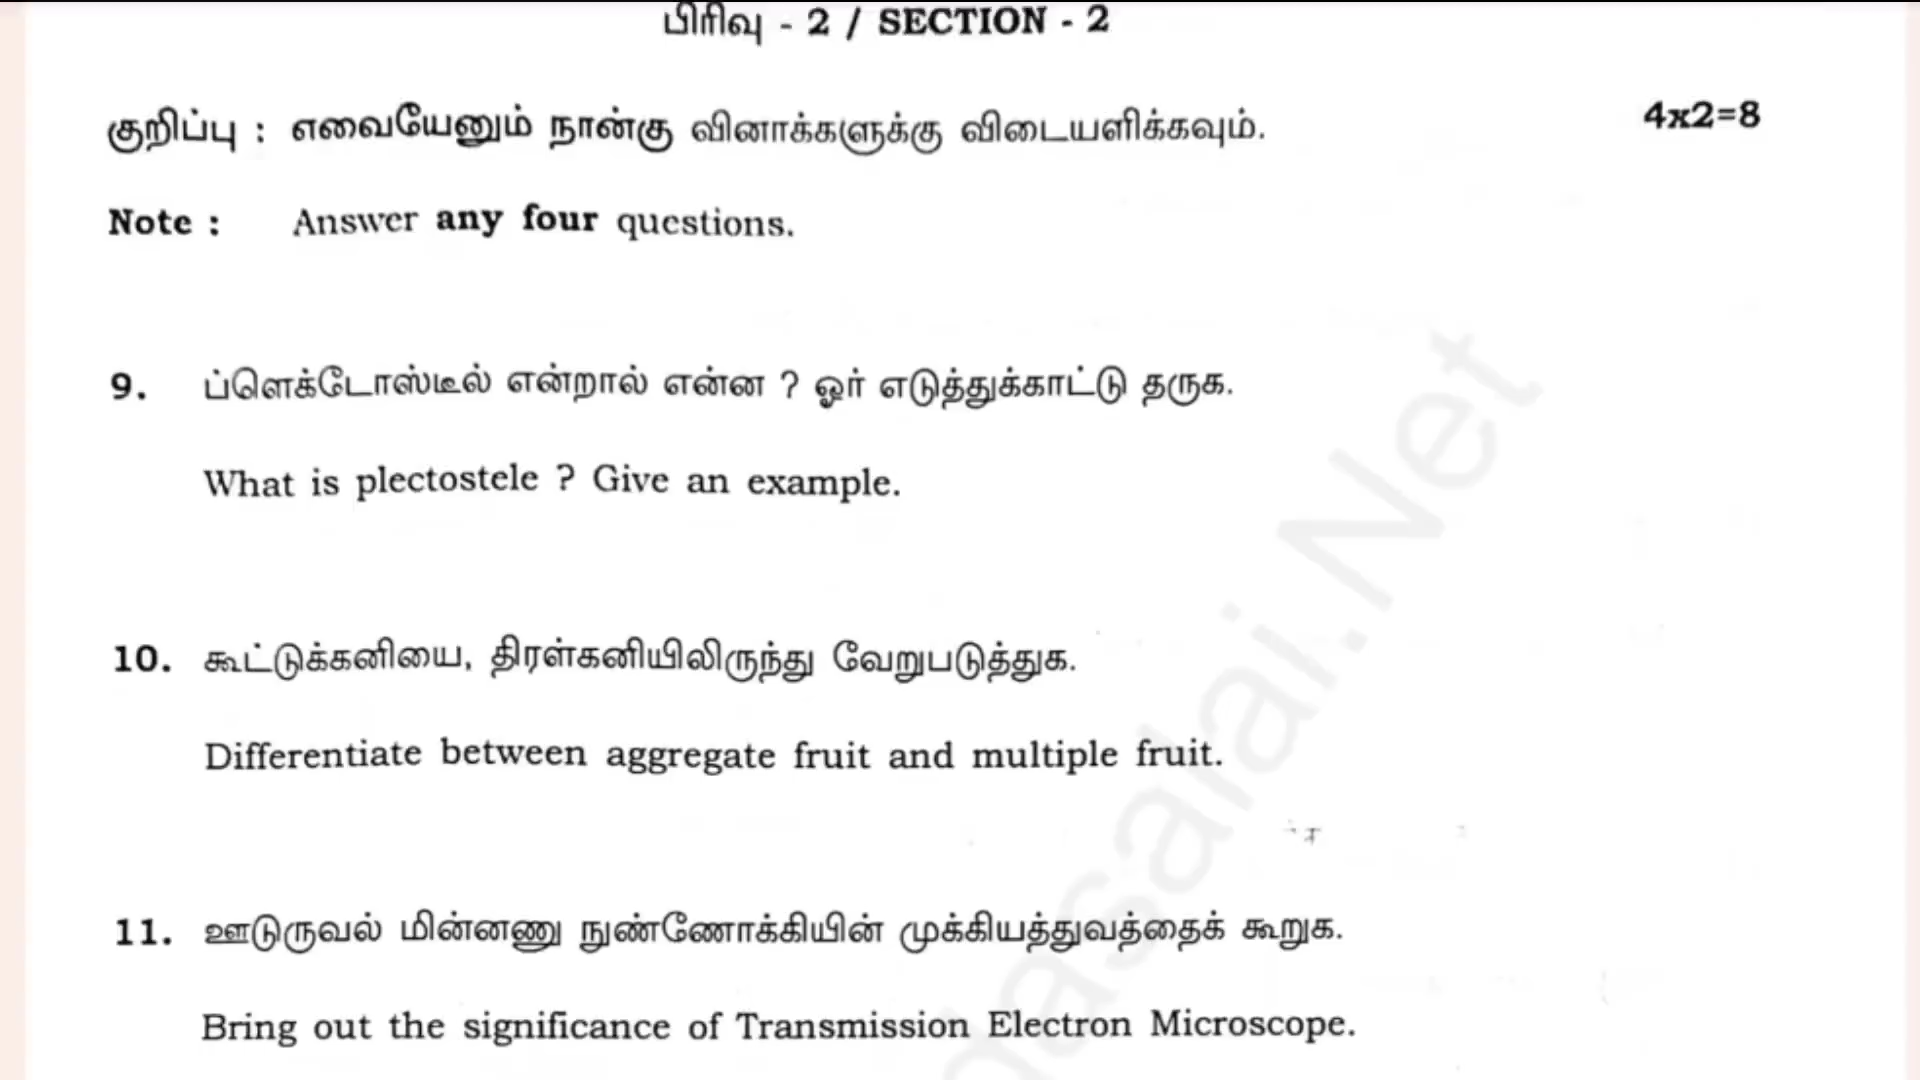 பிரிவு - 2 / SECTION - 2
குறிப்பு : எவையேனும் நான்கு வினாக்களுக்கு விடையளிக்கவும். 4x2=8
Note : Answer any four questions.
9. ப்ளெக்டோஸ்டீல் என்றால் என்ன ? ஓர் எடுத்துக்காட்டு தருக.
What is plectostele ? Give an example.
10. கூட்டுக்கனியை, திரள்கனியிலிருந்து வேறுபடுத்துக.
Differentiate between aggregate fruit and multiple fruit.
11. ஊடுருவல் மின்னணு நுண்ணோக்கியின் முக்கியத்துவத்தைக் கூறுக.
Bring out the significance of Transmission Electron Microscope.
dasalai.Net